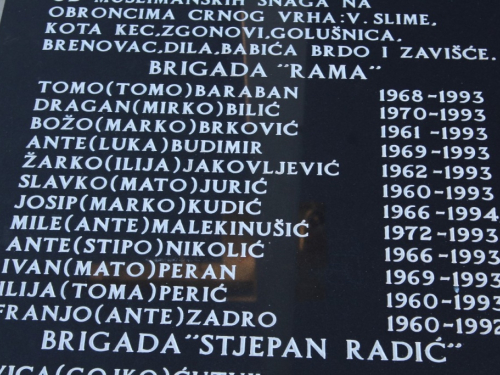 OD MUSLIMANSKIH SNAGA NA
OBRONCIMA CRNOG VRHA:V. SLIME,
KOTA KEC,ZGONOVI,GOLUŠNICA,
BRENOVAC,DILA,BABIĆA BRDO I ZAVIŠĆE.
BRIGADA "RAMA"
TOMO(TOMO)BARABAN 1968-1993
DRAGAN(MIRKO)BILIĆ 1970-1993
BOŽO(MARKO)BRKOVIĆ 1961-1993
ANTE(LUKA)BUDIMIR 1969-1993
ŽARKO(ILIJA)JAKOVLJEVIĆ 1962-1993
SLAVKO(MATO)JURIĆ 1960-1993
JOSIP(MARKO)KUDIĆ 1966-1994
MILE(ANTE)MALEKINUŠIĆ 1972-1993
ANTE(STIPO)NIKOLIĆ 1966-1993
IVAN(MATO)PERAN 1969-1993
ILIJA(TOMA)PERIĆ 1960-1993
FRANJO(ANTE)ZADRO 1960-1992
BRIGADA"STJEPAN RADIĆ"